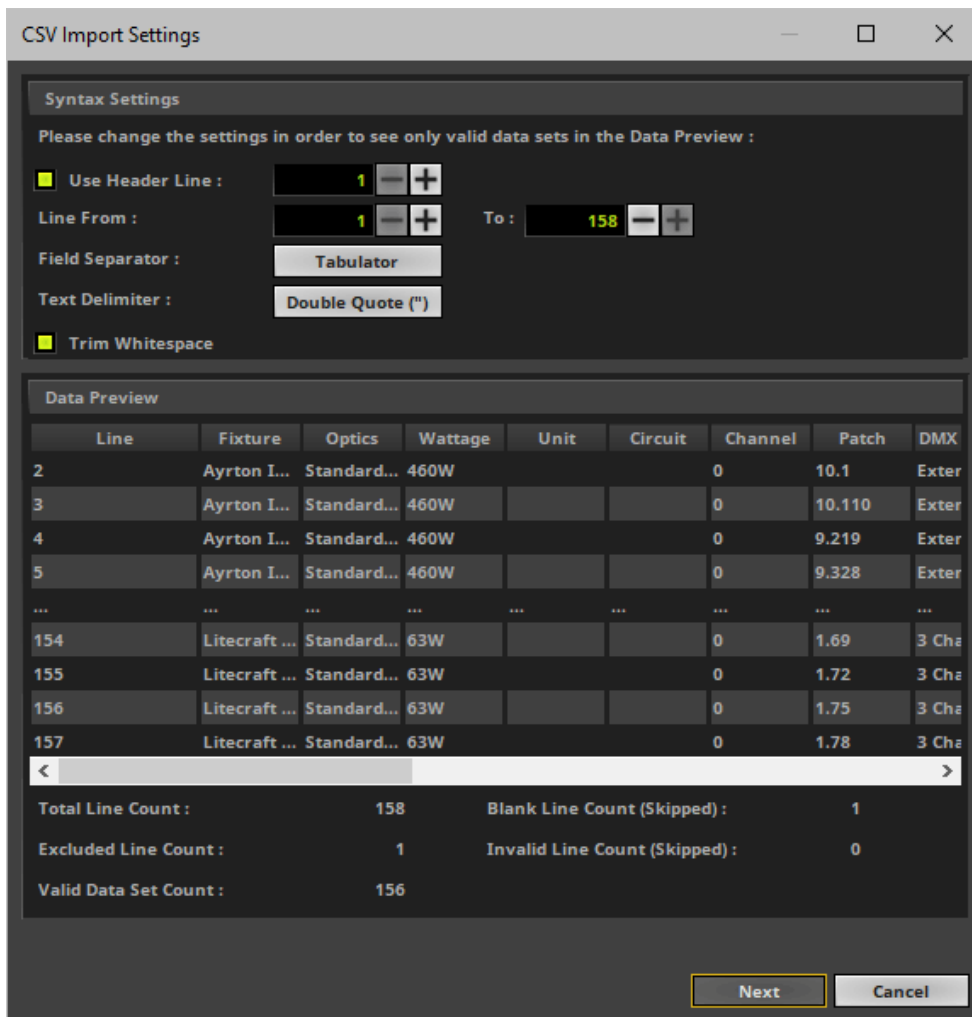 CSV Import Settings
Syntax Settings
Please change the settings in order to see only valid data sets in the Data Preview :
Use Header Line : 1
Line From : 1 To : 158
Field Separator : Tabulator
Text Delimiter : Double Quote (")
Trim Whitespace
Data Preview
Line Fixture Optics Wattage Unit Circuit Channel Patch DMX
2 Ayrton I... Standard... 460W 0 10.1 Exter
3 Ayrton I... Standard... 460W 0 10.110 Exter
4 Ayrton I... Standard... 460W 0 9.219 Exter
5 Ayrton I... Standard... 460W 0 9.328 Exter
... ... ... ... ... ... ... ... ...
154 Litecraft ... Standard... 63W 0 1.69 3 Cha
155 Litecraft ... Standard... 63W 0 1.72 3 Cha
156 Litecraft ... Standard... 63W 0 1.75 3 Cha
157 Litecraft ... Standard... 63W 0 1.78 3 Cha
Total Line Count : 158 Blank Line Count (Skipped) : 1
Excluded Line Count : 1 Invalid Line Count (Skipped) : 0
Valid Data Set Count : 156
Next Cancel